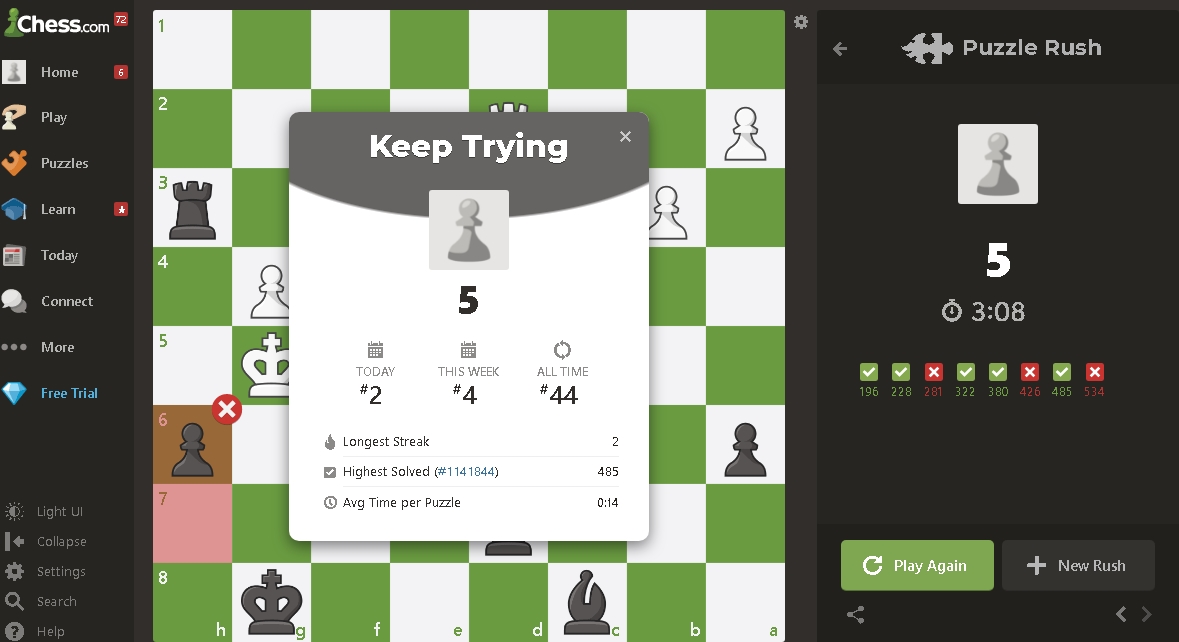 Chess.com 72
Home 6
Play
Puzzles
Learn
Today
Connect
More
Free Trial
Light UI
Collapse
Settings
Search
Help
1
2
3
4
5
6
7
8
h g f e d c b a
Keep Trying
5
TODAY THIS WEEK ALL TIME
#2 #4 #44
Longest Streak 2
Highest Solved (#1141844) 485
Avg Time per Puzzle 0:14
Puzzle Rush
5
3:08
196 228 281 322 380 426 485 534
Play Again New Rush